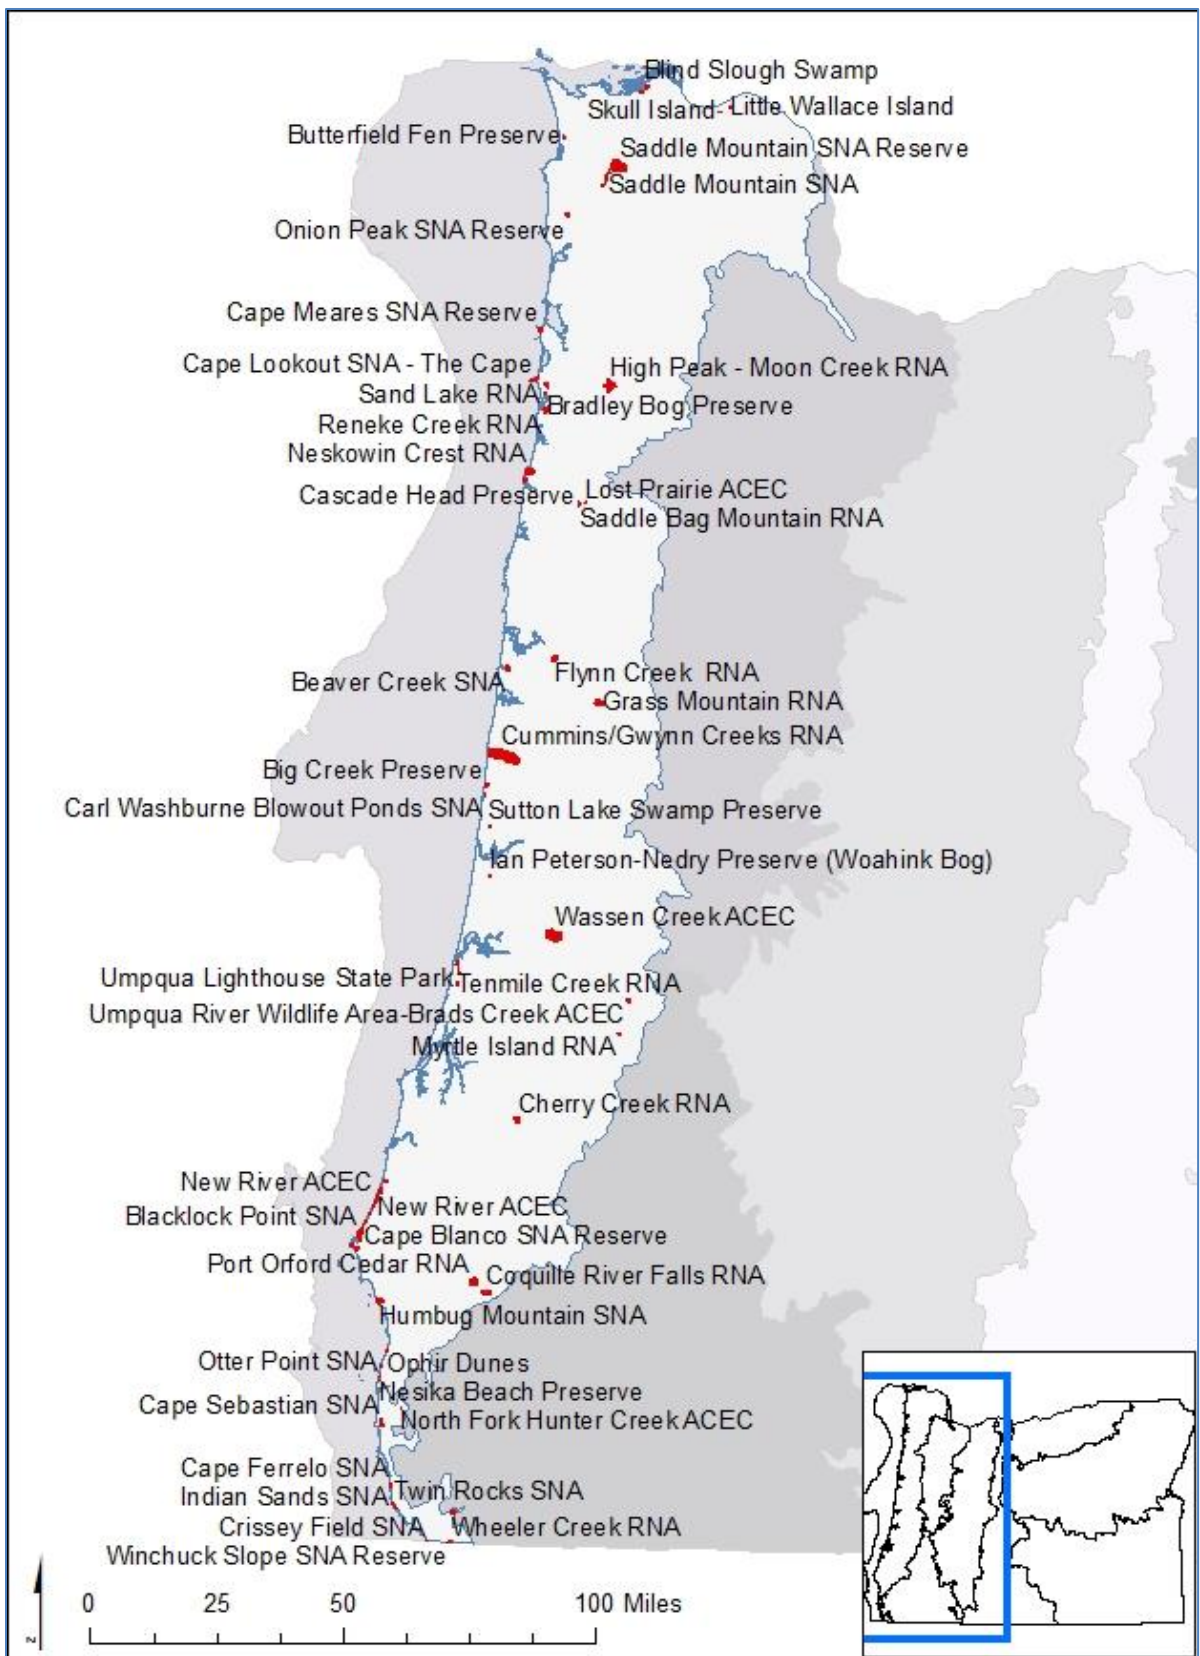 Blind Slough Swamp
Skull Island
Little Wallace Island
Butterfield Fen Preserve
Saddle Mountain SNA Reserve
Saddle Mountain SNA
Onion Peak SNA Reserve
Cape Meares SNA Reserve
Cape Lookout SNA - The Cape
High Peak - Moon Creek RNA
Sand Lake RNA
Bradley Bog Preserve
Reneke Creek RNA
Neskowin Crest RNA
Cascade Head Preserve
Lost Prairie ACEC
Saddle Bag Mountain RNA
Flynn Creek RNA
Beaver Creek SNA
Grass Mountain RNA
Cummins/Gwynn Creeks RNA
Big Creek Preserve
Carl Washburne Blowout Ponds SNA
Sutton Lake Swamp Preserve
Ian Peterson-Nedry Preserve (Woahink Bog)
Wassen Creek ACEC
Umpqua Lighthouse State Park
Tenmile Creek RNA
Umpqua River Wildlife Area-Brads Creek ACEC
Myrtle Island RNA
Cherry Creek RNA
New River ACEC
New River ACEC
Blacklock Point SNA
Cape Blanco SNA Reserve
Port Orford Cedar RNA
Coquille River Falls RNA
Humbug Mountain SNA
Otter Point SNA
Ophir Dunes
Nesika Beach Preserve
Cape Sebastian SNA
North Fork Hunter Creek ACEC
Cape Ferrelo SNA
Twin Rocks SNA
Indian Sands SNA
Crissey Field SNA
Wheeler Creek RNA
Winchuck Slope SNA Reserve
0 25 50 100 Miles
N